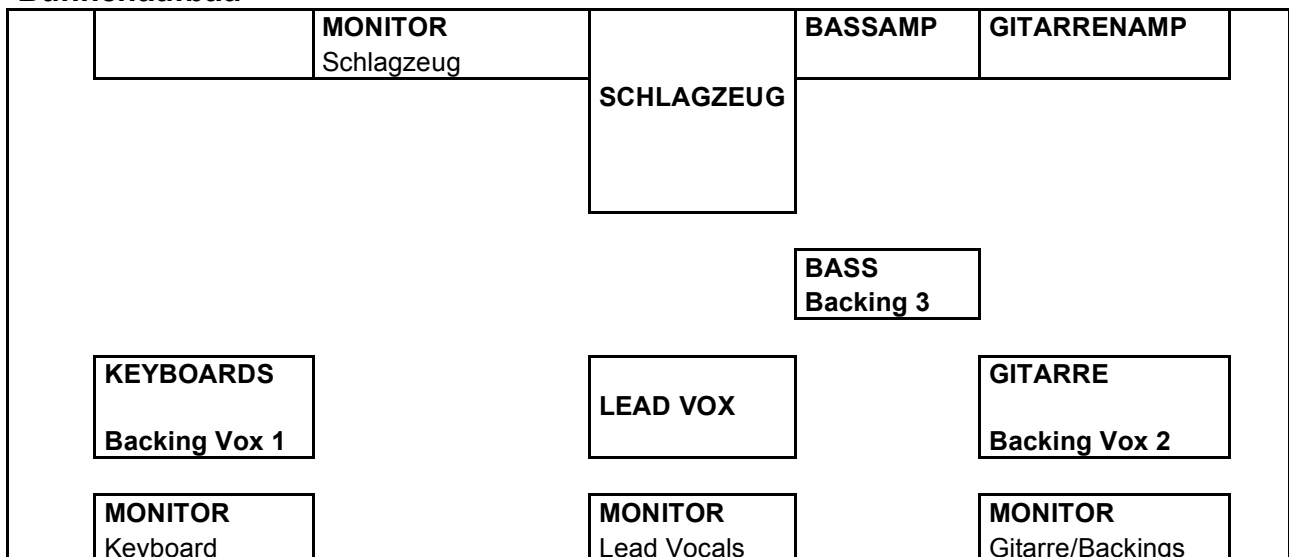 MONITOR
Schlagzeug
BASSAMP
GITARRENAMP
SCHLAGZEUG
BASS
Backing 3
KEYBOARDS
Backing Vox 1
LEAD VOX
GITARRE
Backing Vox 2
MONITOR
Keyboard
MONITOR
Lead Vocals
MONITOR
Gitarre/Backings